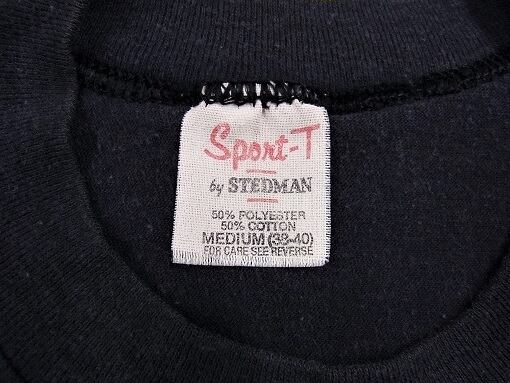 Sport-T
by STEDMAN
50% POLYESTER
50% COTTON
MEDIUM (38-40)
FOR CARE SEE REVERSE